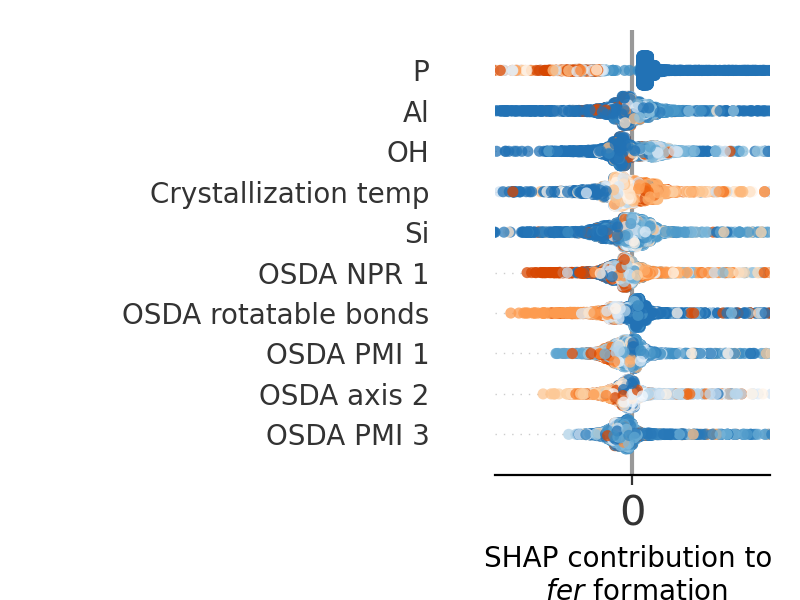 P
Al
OH
Crystallization temp
Si
OSDA NPR 1
OSDA rotatable bonds
OSDA PMI 1
OSDA axis 2
OSDA PMI 3
0
SHAP contribution to
fer formation